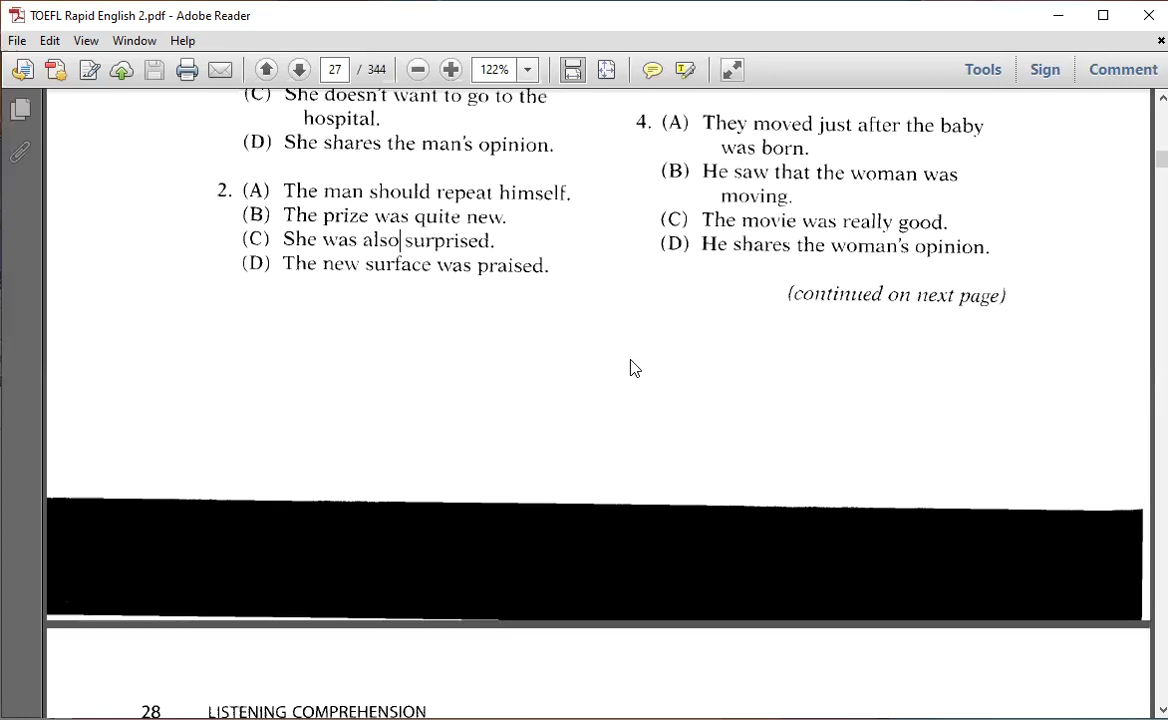 TOEFL Rapid English 2.pdf - Adobe Reader
File Edit View Window Help
27 / 344 122% Tools Sign Comment
(C) She doesn't want to go to the
hospital.
(D) She shares the man's opinion.
2. (A) The man should repeat himself.
(B) The prize was quite new.
(C) She was also surprised.
(D) The new surface was praised.
4. (A) They moved just after the baby
was born.
(B) He saw that the woman was
moving.
(C) The movie was really good.
(D) He shares the woman's opinion.
(continued on next page)
28 LISTENING COMPREHENSION